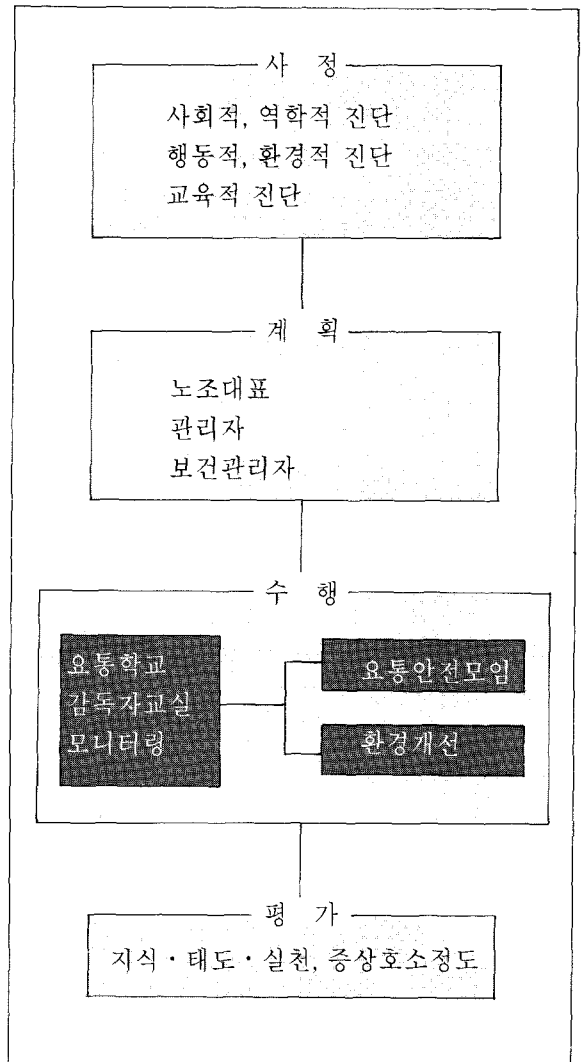 사 정
사회적, 역학적 진단
행동적, 환경적 진단
교육적 진단
계 획
노조대표
관리자
보건관리자
수 행
요통학교
감독자교실
모니터링
요통안전모임
환경개선
평 가
지식・태도・실천, 증상호소정도